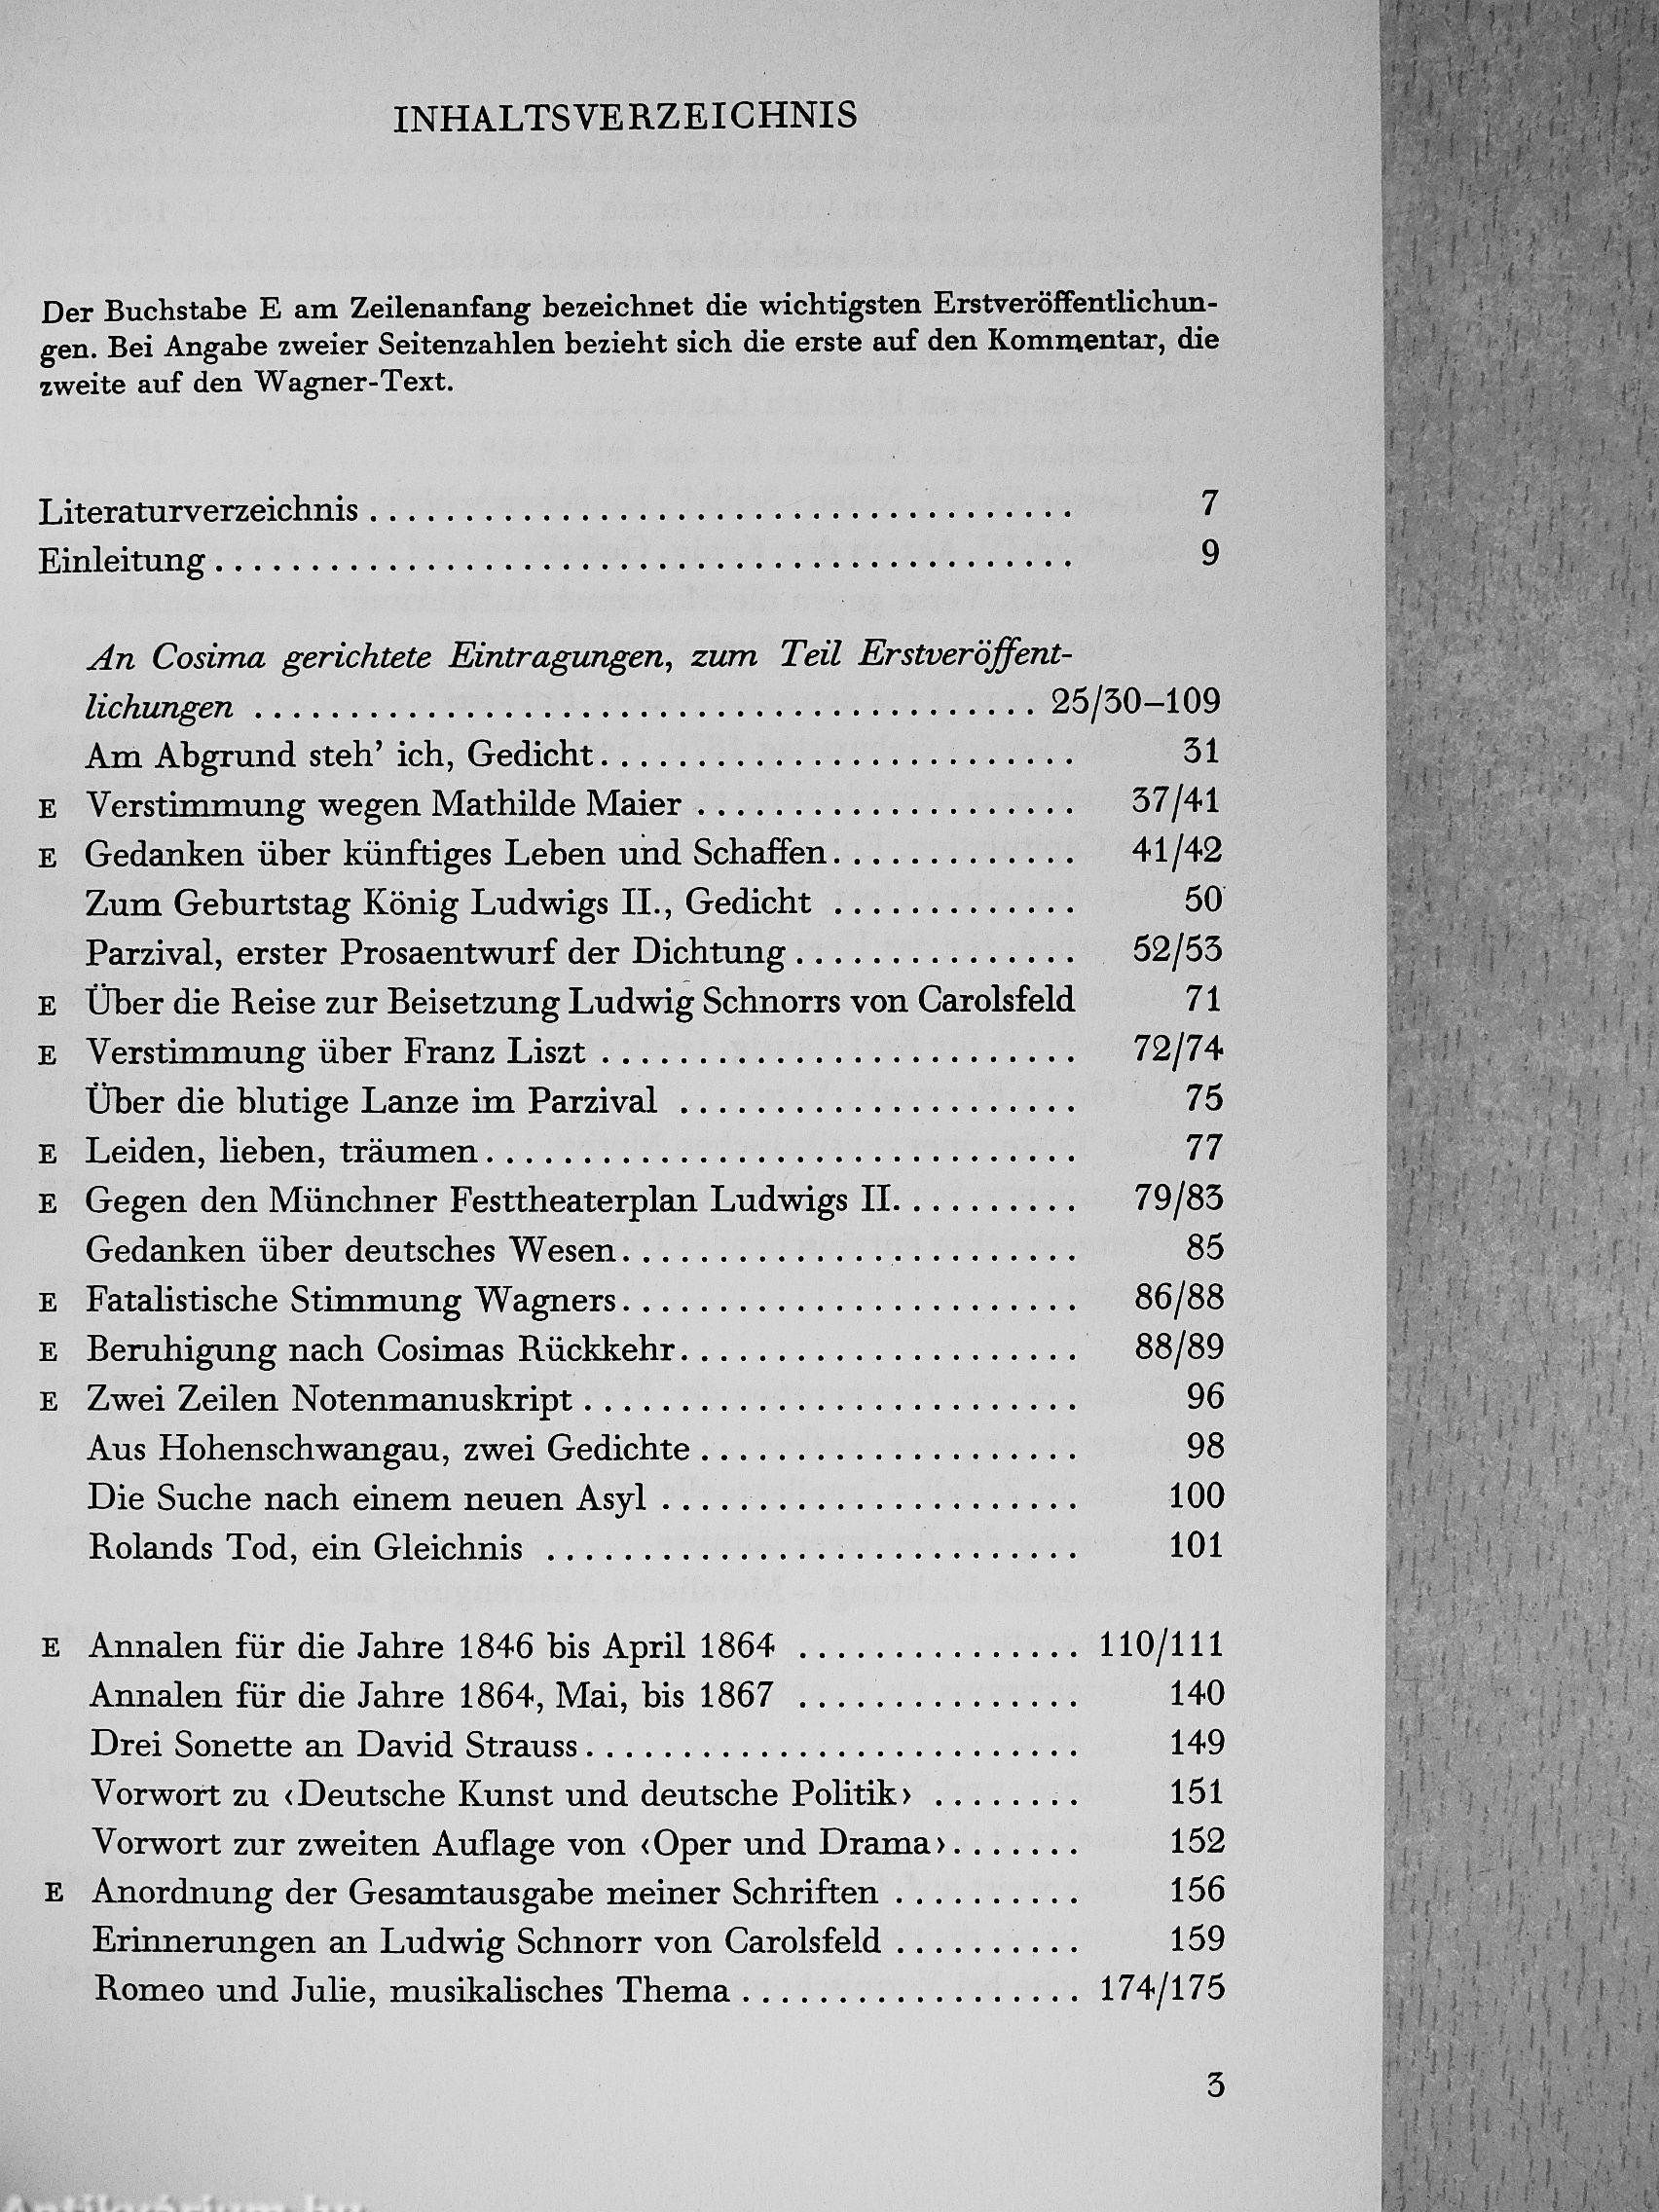 INHALTSVERZEICHNIS
Der Buchstabe E am Zeilenanfang bezeichnet die wichtigsten Erstveröffentlichun-
gen. Bei Angabe zweier Seitenzahlen bezieht sich die erste auf den Kommentar, die
zweite auf den Wagner-Text.
Literaturverzeichnis . . . . . . . . . . . . . . . . . . . . . . . . . . . . . . . . . . . . . 7
Einleitung . . . . . . . . . . . . . . . . . . . . . . . . . . . . . . . . . . . . . . . . . . . . . 9
An Cosima gerichtete Eintragungen, zum Teil Erstveröffent-
lichungen . . . . . . . . . . . . . . . . . . . . . . . . . . . . . . . . . . . . . . . . . 25/30–109
Am Abgrund steh’ ich, Gedicht . . . . . . . . . . . . . . . . . . . . . . . . . 31
E Verstimmung wegen Mathilde Maier . . . . . . . . . . . . . . . . . . . . 37/41
E Gedanken über künftiges Leben und Schaffen . . . . . . . . . . . . . 41/42
Zum Geburtstag König Ludwigs II., Gedicht . . . . . . . . . . . . . 50
Parzival, erster Prosaentwurf der Dichtung . . . . . . . . . . . . . . . 52/53
E Über die Reise zur Beisetzung Ludwig Schnorrs von Carolsfeld 71
E Verstimmung über Franz Liszt . . . . . . . . . . . . . . . . . . . . . . . . . 72/74
Über die blutige Lanze im Parzival . . . . . . . . . . . . . . . . . . . . . 75
E Leiden, lieben, träumen . . . . . . . . . . . . . . . . . . . . . . . . . . . . . . . 77
E Gegen den Münchner Festtheaterplan Ludwigs II. . . . . . . . . . 79/83
Gedanken über deutsches Wesen . . . . . . . . . . . . . . . . . . . . . . . . 85
E Fatalistische Stimmung Wagners . . . . . . . . . . . . . . . . . . . . . . . . 86/88
E Beruhigung nach Cosimas Rückkehr . . . . . . . . . . . . . . . . . . . . . 88/89
E Zwei Zeilen Notenmanuskript . . . . . . . . . . . . . . . . . . . . . . . . . . 96
Aus Hohenschwangau, zwei Gedichte . . . . . . . . . . . . . . . . . . . . 98
Die Suche nach einem neuen Asyl . . . . . . . . . . . . . . . . . . . . . . 100
Rolands Tod, ein Gleichnis . . . . . . . . . . . . . . . . . . . . . . . . . . . . 101
E Annalen für die Jahre 1846 bis April 1864 . . . . . . . . . . . . . . . 110/111
Annalen für die Jahre 1864, Mai, bis 1867 . . . . . . . . . . . . . . . 140
Drei Sonette an David Strauss . . . . . . . . . . . . . . . . . . . . . . . . . . 149
Vorwort zu ‹Deutsche Kunst und deutsche Politik› . . . . . . . . 151
Vorwort zur zweiten Auflage von ‹Oper und Drama› . . . . . . . 152
E Anordnung der Gesamtausgabe meiner Schriften . . . . . . . . . . 156
Erinnerungen an Ludwig Schnorr von Carolsfeld . . . . . . . . . . 159
Romeo und Julie, musikalisches Thema . . . . . . . . . . . . . . . . . . 174/175
3